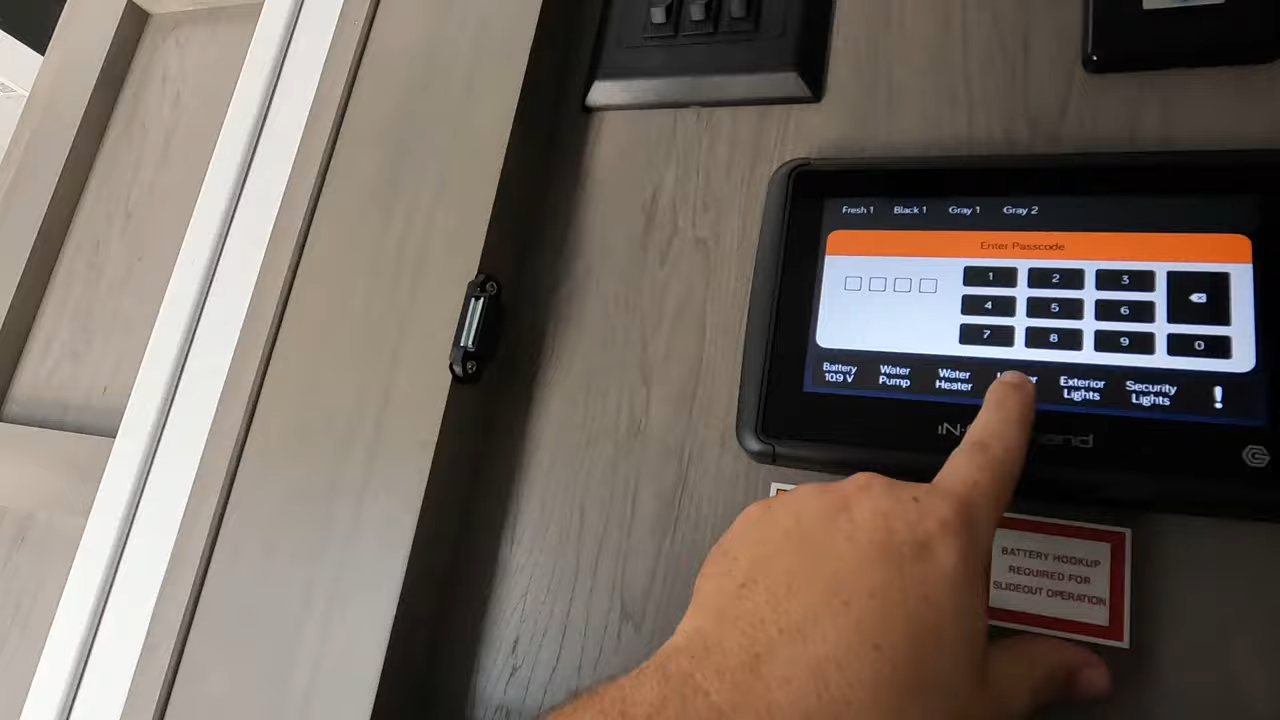 Fresh 1 Black 1 Gray 1 Gray 2
Enter Passcode
1 2 3
4 5 6
7 8 9 0
Battery 10.9 V
Water Pump
Water Heater
Exterior Lights
Security Lights
!
BATTERY HOOKUP
REQUIRED FOR
SLIDEOUT OPERATION